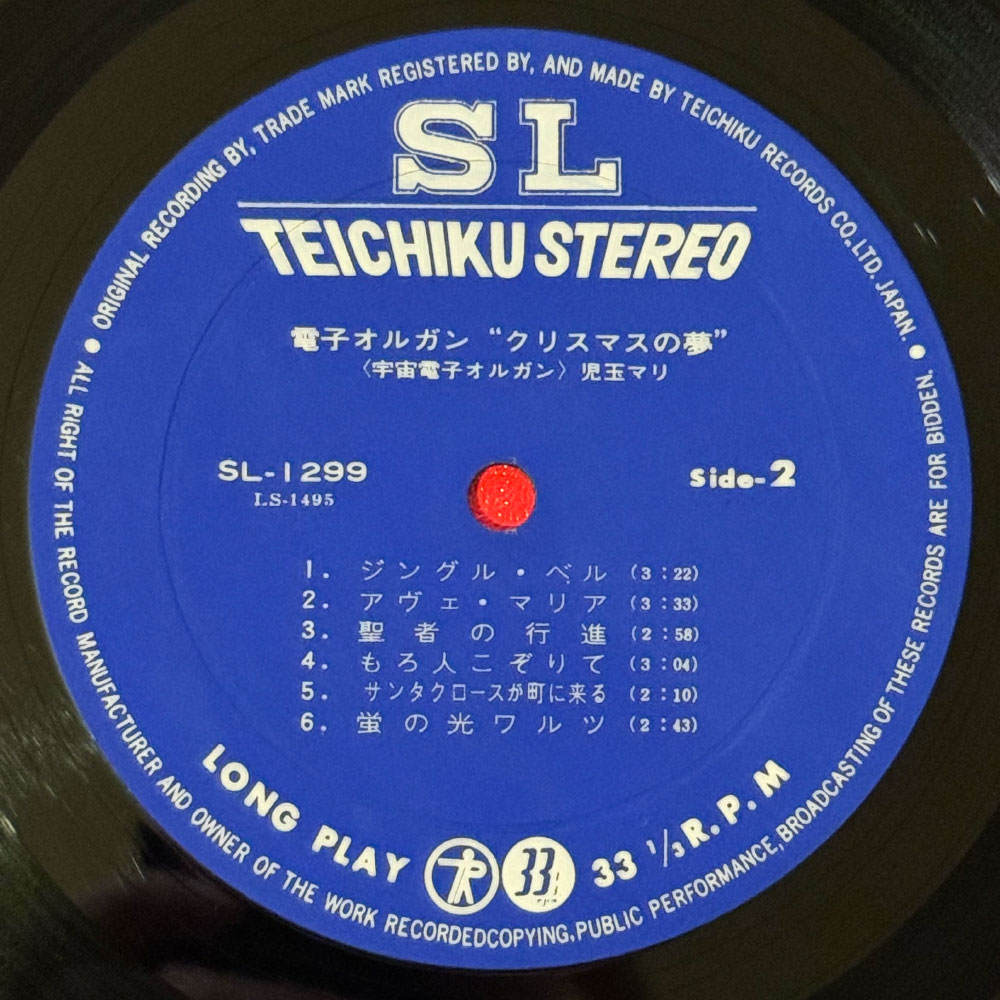 ORIGINAL RECORDING BY, TRADE MARK REGISTERED BY, AND MADE BY TEICHIKU RECORDS CO., LTD. JAPAN.
SL
TEICHIKU STEREO
電子オルガン “クリスマスの夢”
〈宇宙電子オルガン〉児玉マリ
SL-1299
LS-1495
Side-2
1. ジングル・ベル (3:22)
2. アヴェ・マリア (3:33)
3. 聖者の行進 (2:58)
4. もろ人こぞりて (3:04)
5. サンタクロースが町に来る (2:10)
6. 蛍の光ワルツ (2:43)
LONG PLAY 33 33 1/3 R.P.M
ALL RIGHT OF THE RECORD MANUFACTURER AND OWNER OF THE WORK RECORDEDCOPYING, PUBLIC PERFORMANCE, BROADCASTING OF THESE RECORDS ARE FOR BIDDEN.